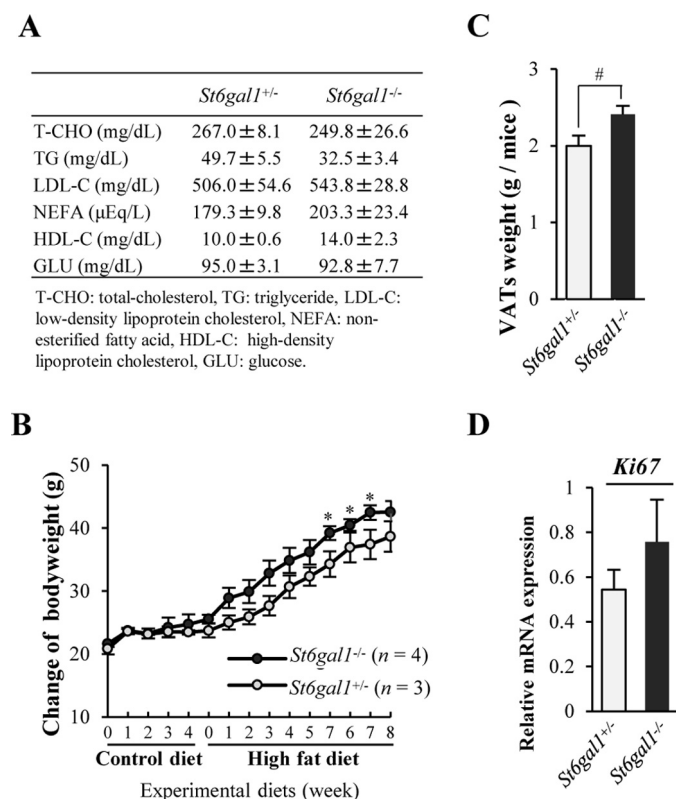 A
St6gal1+/- St6gal1-/-
T-CHO (mg/dL) 267.0±8.1 249.8±26.6
TG (mg/dL) 49.7±5.5 32.5±3.4
LDL-C (mg/dL) 506.0±54.6 543.8±28.8
NEFA (μEq/L) 179.3±9.8 203.3±23.4
HDL-C (mg/dL) 10.0±0.6 14.0±2.3
GLU (mg/dL) 95.0±3.1 92.8±7.7
T-CHO: total-cholesterol, TG: triglyceride, LDL-C:
low-density lipoprotein cholesterol, NEFA: non-
esterified fatty acid, HDL-C: high-density
lipoprotein cholesterol, GLU: glucose.
B
Change of bodyweight (g)
50
40
30
20
10
* * *
St6gal1-/- (n = 4)
St6gal1+/- (n = 3)
0 1 2 3 4 0 1 2 3 4 5 7 6 7 8
Control diet High fat diet
Experimental diets (week)
C
VATs weight (g / mice )
3
2
1
0
#
St6gal1+/- St6gal1-/-
D
Ki67
Relative mRNA expression
1
0.8
0.6
0.4
0.2
0
St6gal1+/- St6gal1-/-